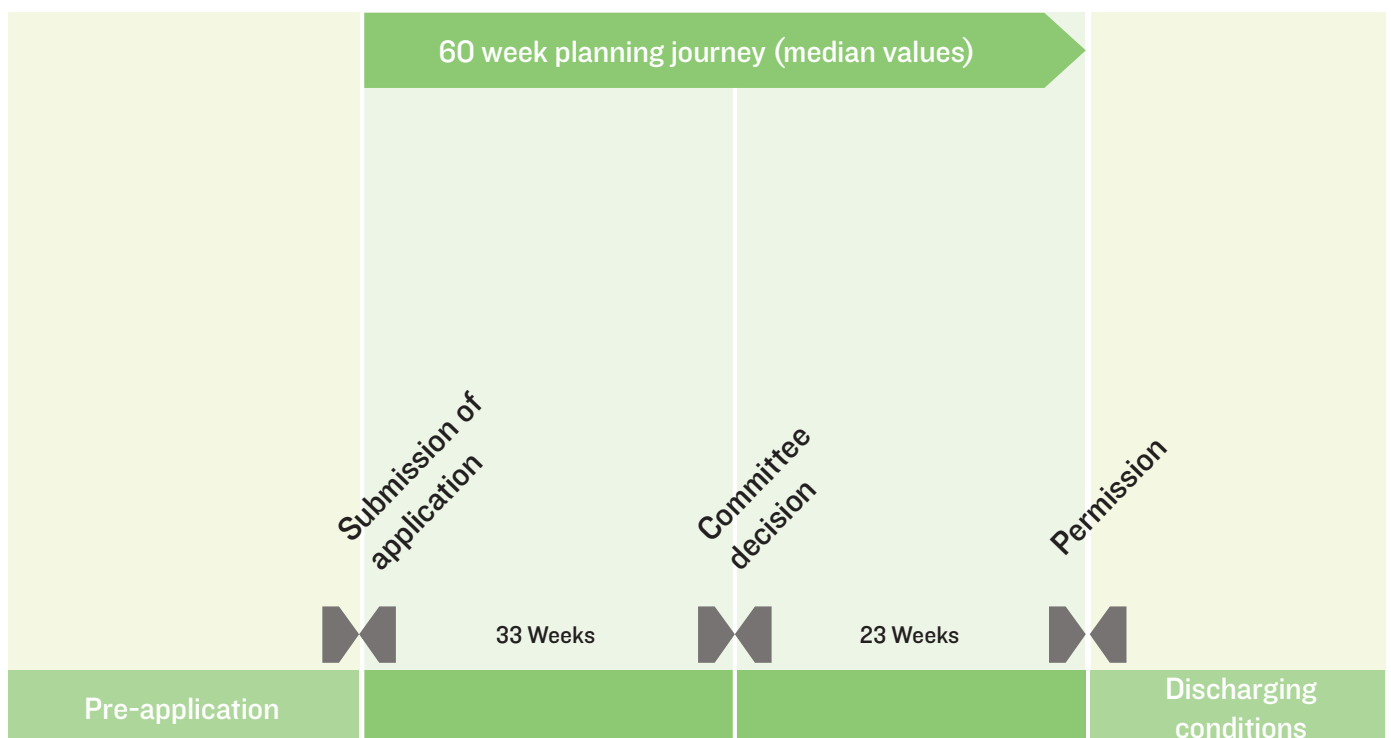 60 week planning journey (median values)
Submission of
application
Committee
decision
Permission
33 Weeks
23 Weeks
Pre-application
Discharging
conditions